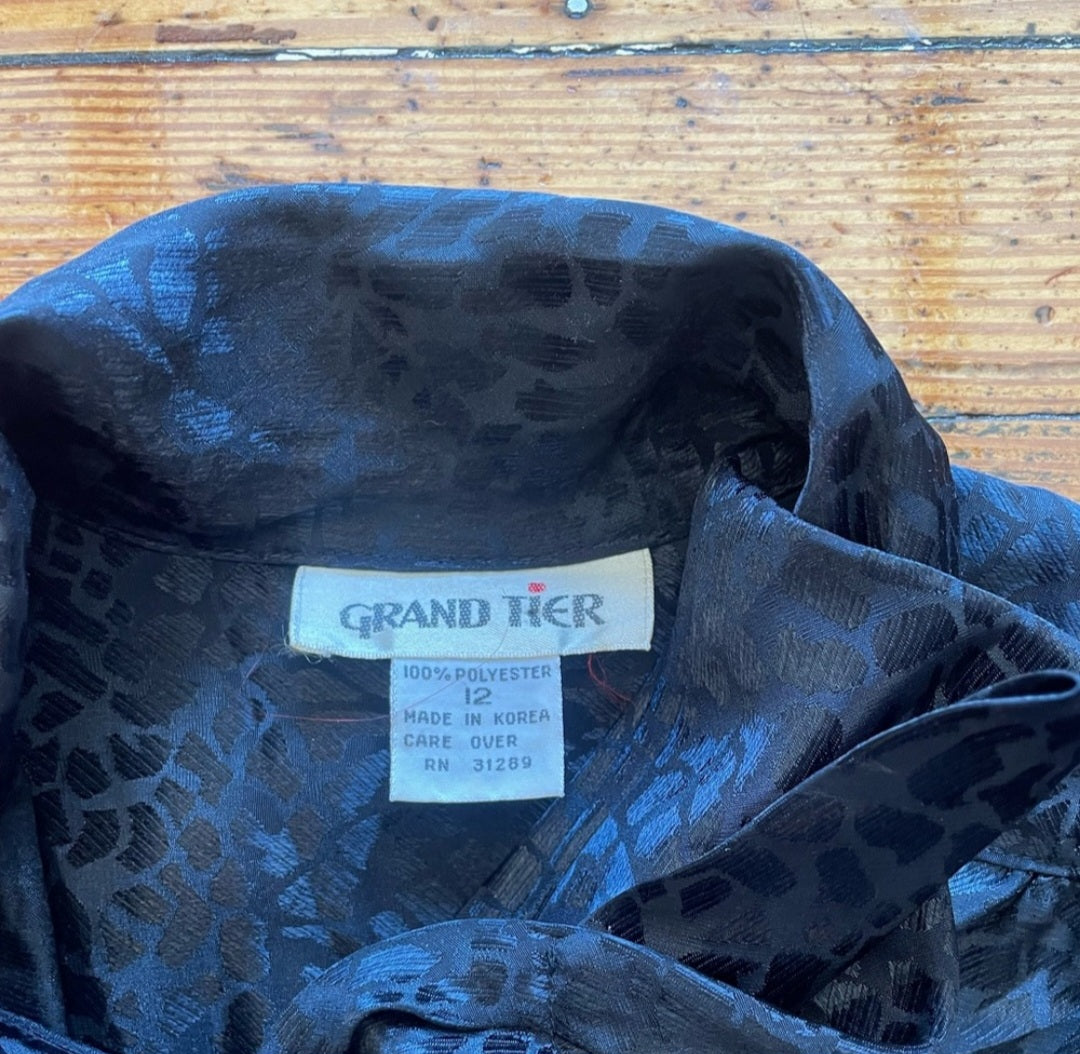 GRAND TIER
100% POLYESTER
12
MADE IN KOREA
CARE OVER
RN 31289